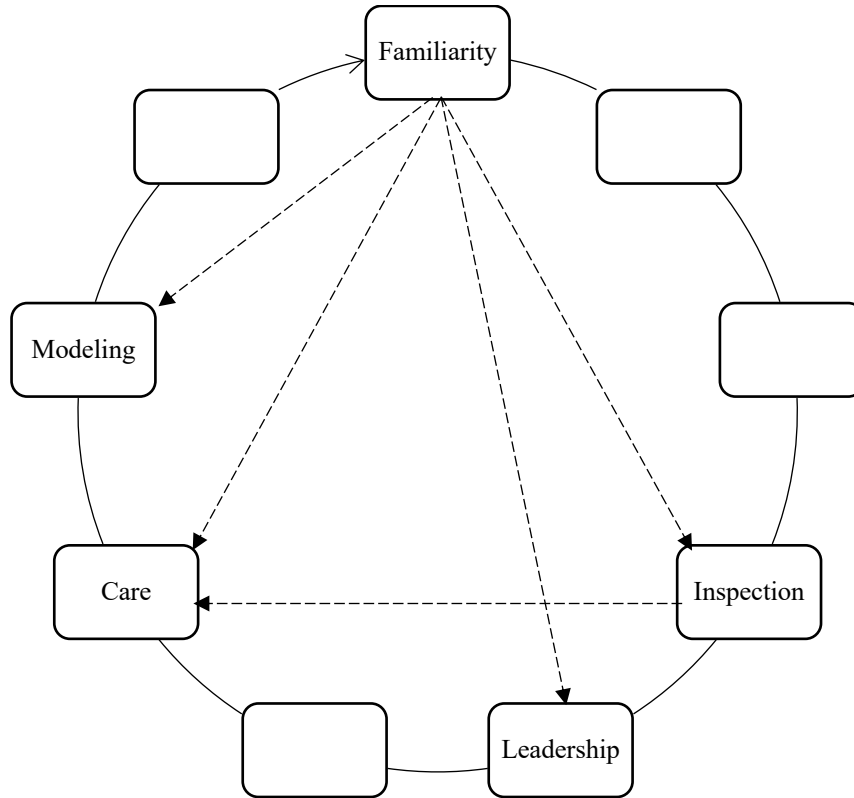 Familiarity
Modeling
Care
Inspection
Leadership